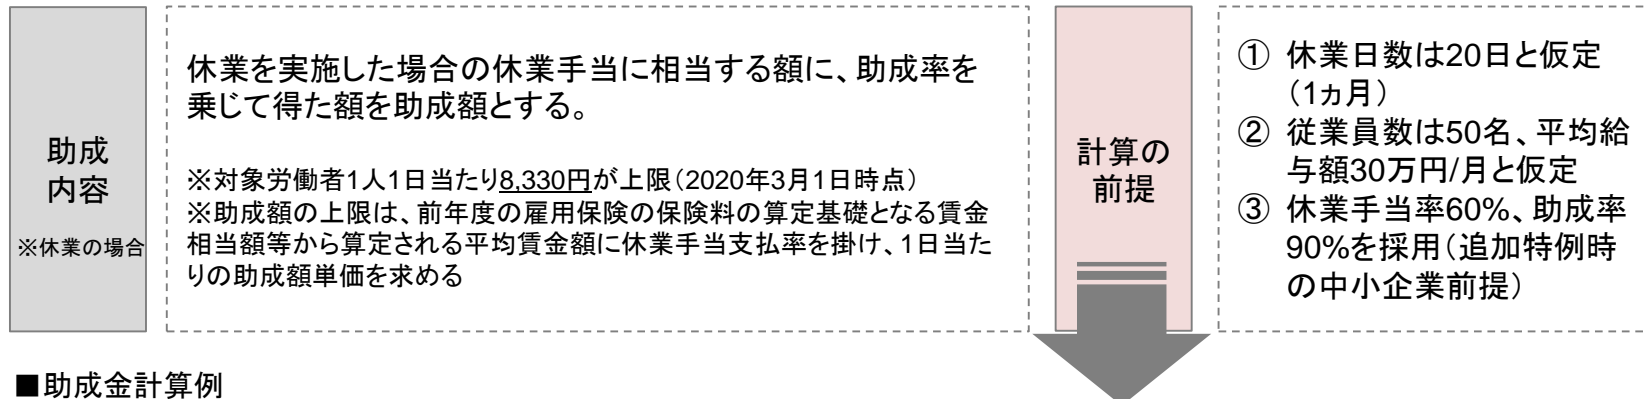 助成
内容
※休業の場合
休業を実施した場合の休業手当に相当する額に、助成率を
乗じて得た額を助成額とする。
※対象労働者1人1日当たり8,330円が上限（2020年3月1日時点）
※助成額の上限は、前年度の雇用保険の保険料の算定基礎となる賃金
相当額等から算定される平均賃金額に休業手当支払率を掛け、1日当た
りの助成額単価を求める
計算の
前提
① 休業日数は20日と仮定
（1ヵ月）
② 従業員数は50名、平均給
与額30万円/月と仮定
③ 休業手当率60%、助成率
90%を採用（追加特例時
の中小企業前提）
■助成金計算例